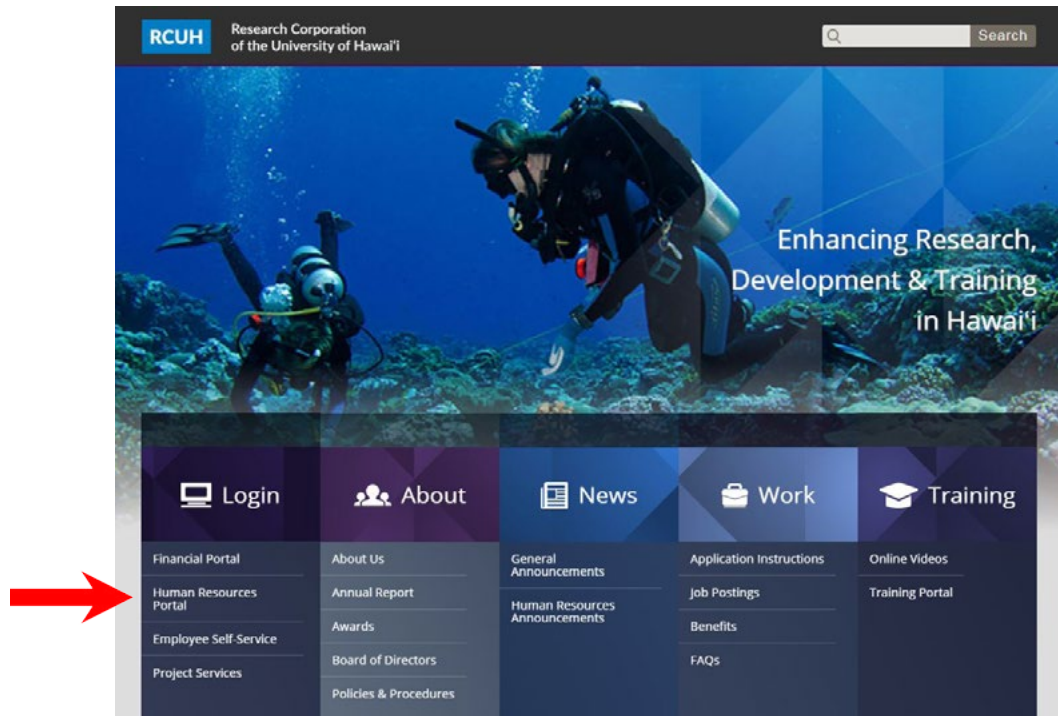 RCUH
Research Corporation
of the University of Hawai‘i
Search
Enhancing Research,
Development & Training
in Hawai‘i
Login
About
News
Work
Training
Financial Portal
Human Resources
Portal
Employee Self-Service
Project Services
About Us
Annual Report
Awards
Board of Directors
Policies & Procedures
General
Announcements
Human Resources
Announcements
Application Instructions
Job Postings
Benefits
FAQs
Online Videos
Training Portal